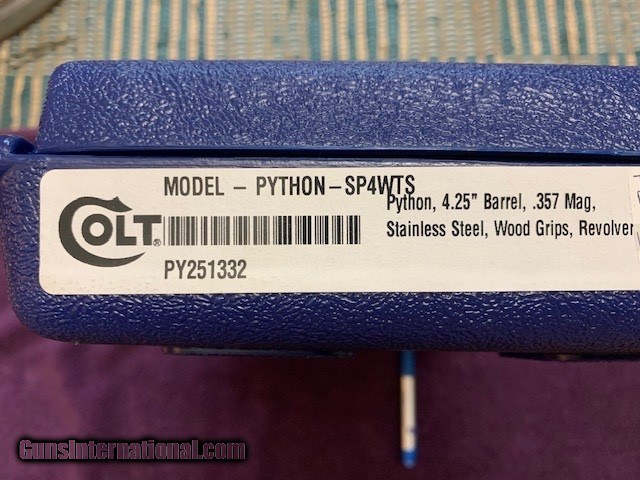 MODEL - PYTHON-SP4WTS
Python, 4.25" Barrel, .357 Mag,
Stainless Steel, Wood Grips, Revolver
COLT®
PY251332
GunsInternational.com